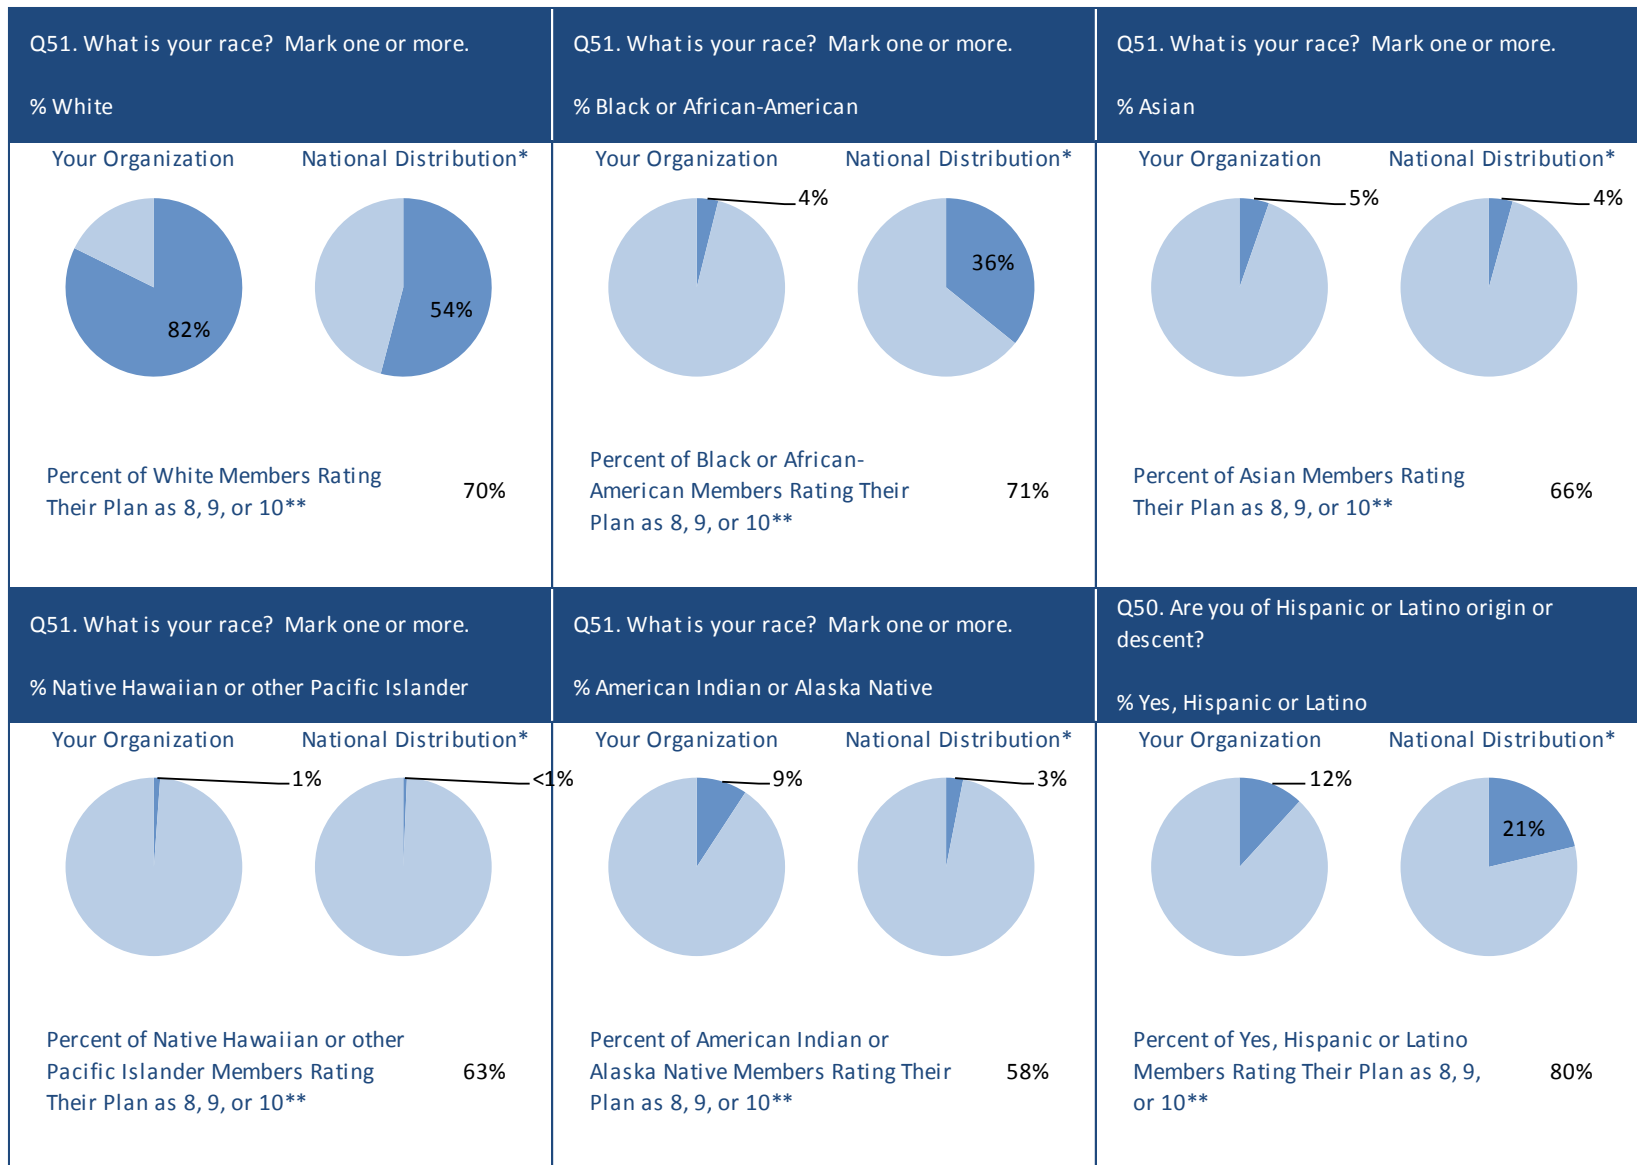 Q51. What is your race?  Mark one or more.
% White
Your Organization
National Distribution*
82%
54%
Percent of White Members Rating
Their Plan as 8, 9, or 10**
70%
Q51. What is your race?  Mark one or more.
% Black or African-American
Your Organization
National Distribution*
4%
36%
Percent of Black or African-
American Members Rating Their
Plan as 8, 9, or 10**
71%
Q51. What is your race?  Mark one or more.
% Asian
Your Organization
National Distribution*
5%
4%
Percent of Asian Members Rating
Their Plan as 8, 9, or 10**
66%
Q51. What is your race?  Mark one or more.
% Native Hawaiian or other Pacific Islander
Your Organization
National Distribution*
1%
<1%
Percent of Native Hawaiian or other
Pacific Islander Members Rating
Their Plan as 8, 9, or 10**
63%
Q51. What is your race?  Mark one or more.
% American Indian or Alaska Native
Your Organization
National Distribution*
9%
3%
Percent of American Indian or
Alaska Native Members Rating Their
Plan as 8, 9, or 10**
58%
Q50. Are you of Hispanic or Latino origin or
descent?
% Yes, Hispanic or Latino
Your Organization
National Distribution*
12%
21%
Percent of Yes, Hispanic or Latino
Members Rating Their Plan as 8, 9,
or 10**
80%